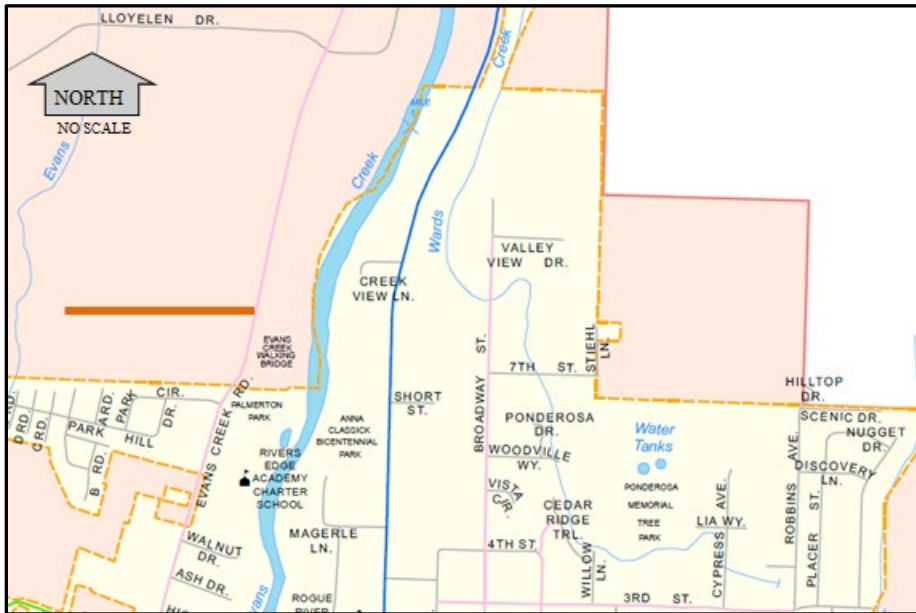 LLOYELEN DR.
NORTH
NO SCALE
Evans
Creek
Creek
Wards
VALLEY
VIEW DR.
CREEK
VIEW LN.
EVANS
CREEK
WALKING
BRIDGE
STIEHL
LN.
BROADWAY ST.
7TH ST.
HILLTOP
DR.
SCENIC DR.
NUGGET
DR.
CIR.
PARK
HILL DR.
PARK
D RD.
C RD.
B RD.
EVANS CREEK RD.
PALMERTON
PARK
SHORT
ST.
ANNA
CLASSICK
BICENTENNIAL
PARK
PONDEROSA
DR.
WOODVILLE
WY.
Water
Tanks
DISCOVERY
LN.
ROBBINS AVE.
PLACER ST.
RIVERS
EDGE
ACADEMY
CHARTER
SCHOOL
VISTA
CIR.
PONDEROSA
MEMORIAL
TREE
PARK
CEDAR
RIDGE
TRL.
CYPRESS AVE.
LIA WY.
MAGERLE
LN.
WALNUT
DR.
4TH ST.
WILLOW
LN.
ASH DR.
Evans
ROGUE
RIVER
3RD ST.